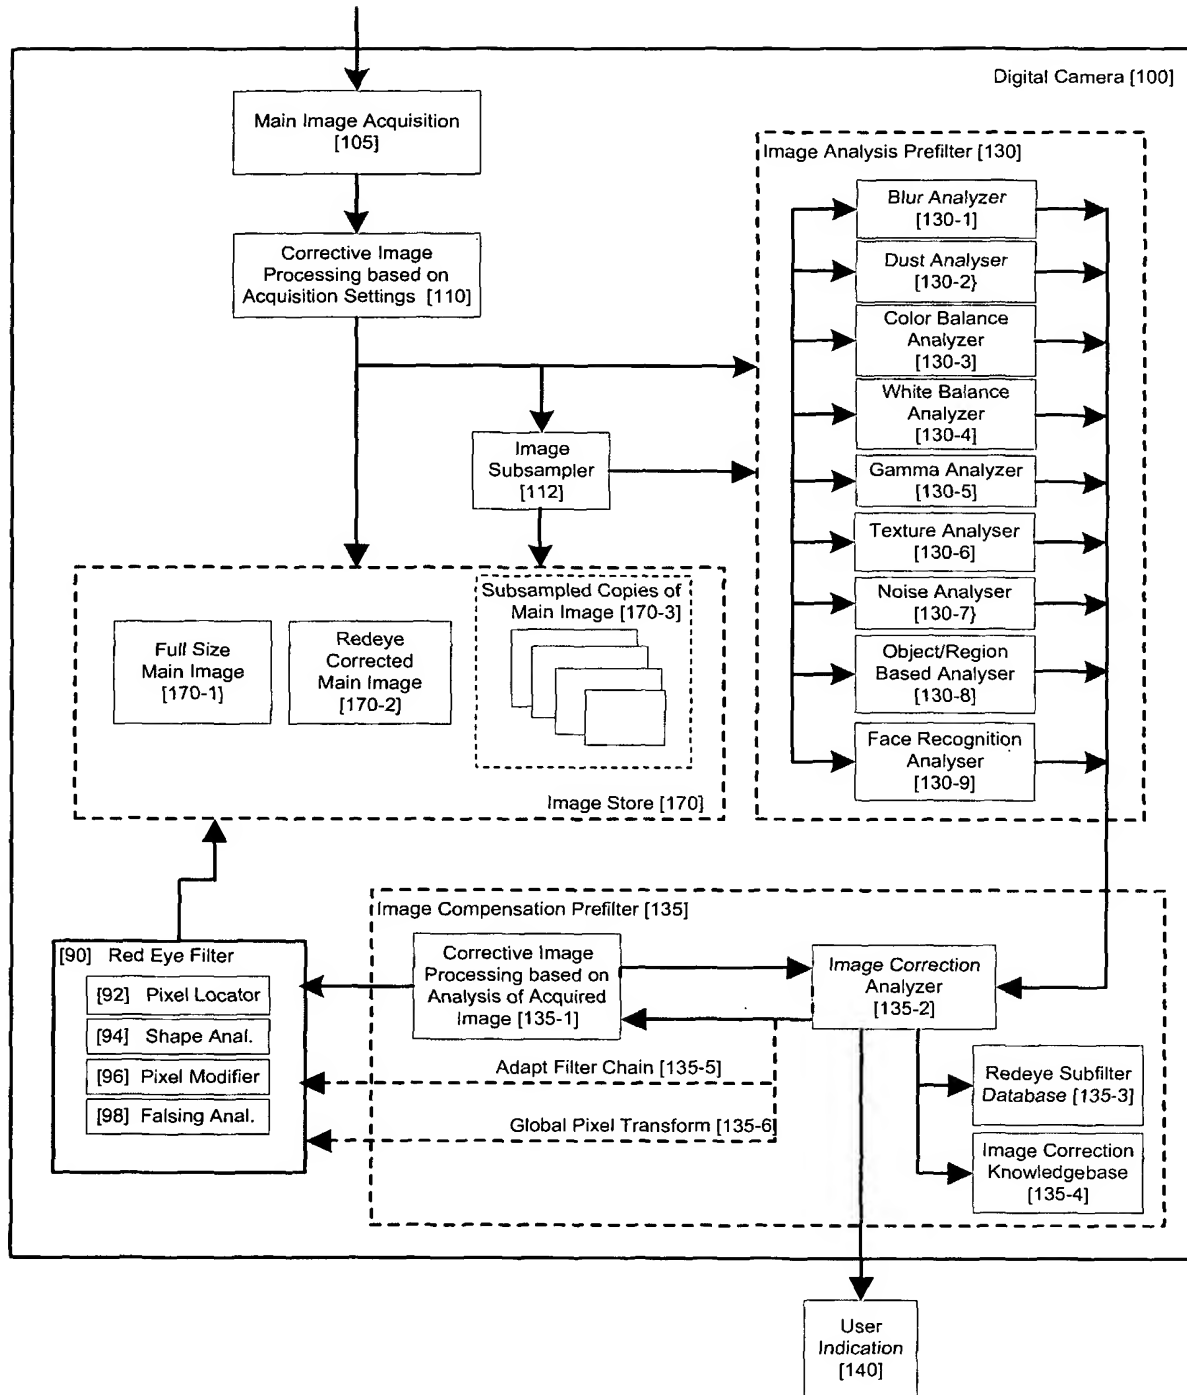 Digital Camera [100]
Main Image Acquisition
[105]
Corrective Image
Processing based on
Acquisition Settings [110]
Image Subsampler
[112]
Image Analysis Prefilter [130]
Blur Analyzer
[130-1]
Dust Analyser
[130-2}
Color Balance
Analyzer
[130-3]
White Balance
Analyzer
[130-4]
Gamma Analyzer
[130-5]
Texture Analyser
[130-6]
Noise Analyser
[130-7}
Object/Region
Based Analyser
[130-8]
Face Recognition
Analyser
[130-9]
Subsampled Copies of
Main Image [170-3]
Full Size
Main Image
[170-1]
Redeye
Corrected
Main Image
[170-2]
Image Store [170]
Image Compensation Prefilter [135]
[90] Red Eye Filter
[92] Pixel Locator
[94] Shape Anal.
[96] Pixel Modifier
[98] Falsing Anal.
Corrective Image
Processing based on
Analysis of Acquired
Image [135-1]
Image Correction
Analyzer
[135-2]
Adapt Filter Chain [135-5]
Global Pixel Transform [135-6]
Redeye Subfilter
Database [135-3]
Image Correction
Knowledgebase
[135-4]
User
Indication
[140]